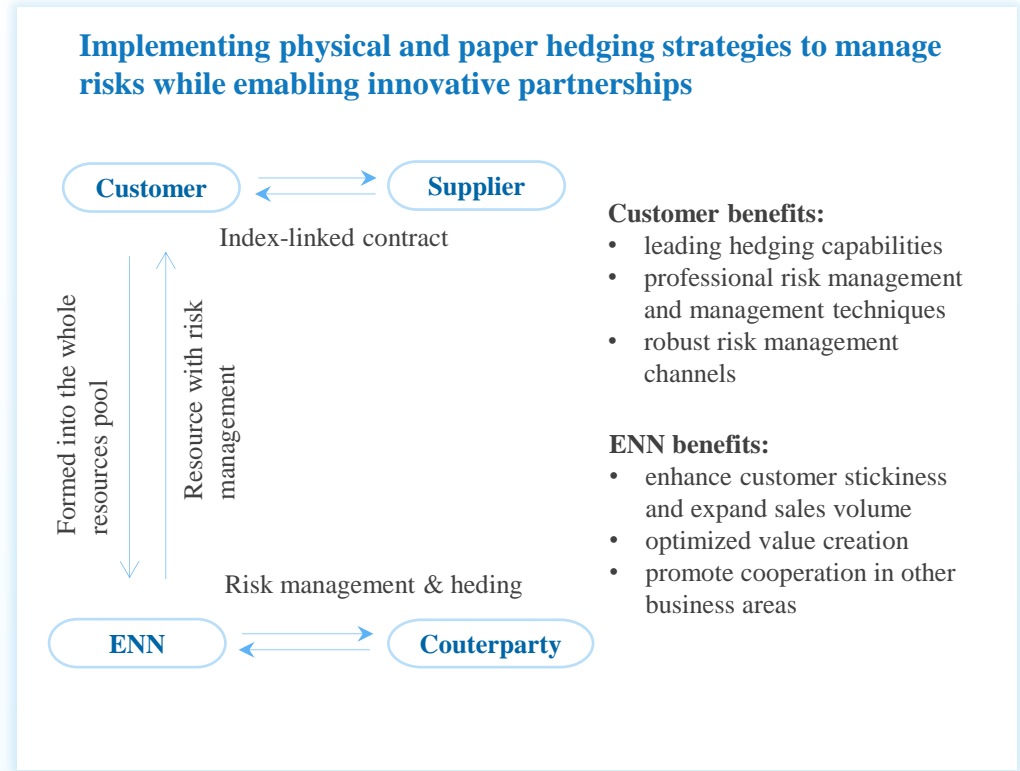 Implementing physical and paper hedging strategies to manage
risks while emabling innovative partnerships
Customer
Supplier
Index-linked contract
Formed into the whole
resources pool
Resource with risk
management
Risk management & heding
ENN
Couterparty
Customer benefits:
• leading hedging capabilities
• professional risk management
and management techniques
• robust risk management
channels
ENN benefits:
• enhance customer stickiness
and expand sales volume
• optimized value creation
• promote cooperation in other
business areas